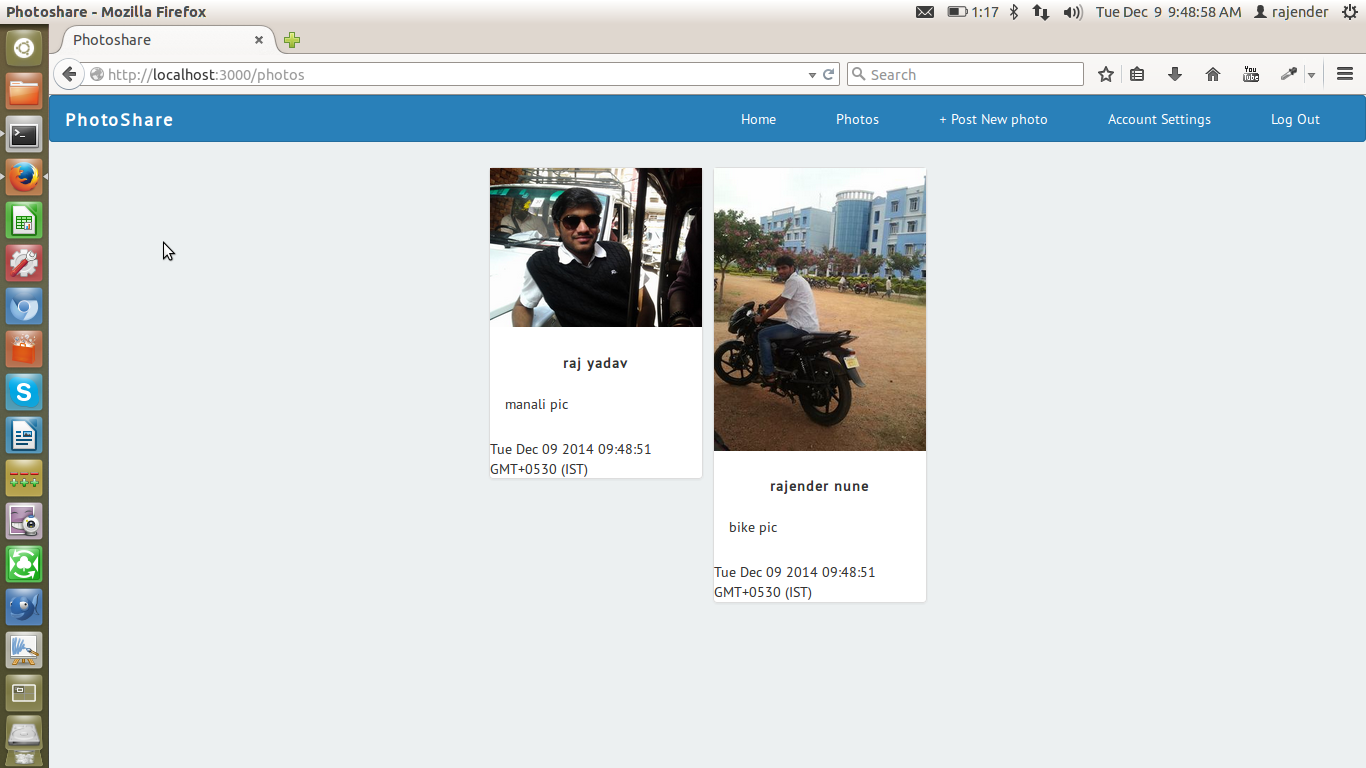 Photoshare - Mozilla Firefox
1:17
Tue Dec 9 9:48:58 AM
rajender
Photoshare
http://localhost:3000/photos
Search
You
Tube
PhotoShare
Home
Photos
+ Post New photo
Account Settings
Log Out
raj yadav
manali pic
Tue Dec 09 2014 09:48:51
GMT+0530 (IST)
rajender nune
bike pic
Tue Dec 09 2014 09:48:51
GMT+0530 (IST)
S